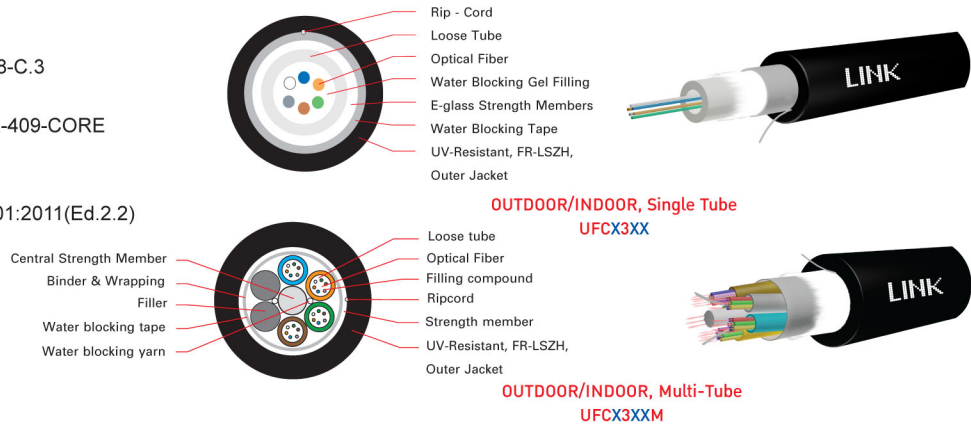 8-C.3
-409-CORE
01:2011(Ed.2.2)
Rip - Cord
Loose Tube
Optical Fiber
Water Blocking Gel Filling
E-glass Strength Members
Water Blocking Tape
UV-Resistant, FR-LSZH,
Outer Jacket
LINK
OUTDOOR/INDOOR, Single Tube
UFCX3XX
Central Strength Member
Binder & Wrapping
Filler
Water blocking tape
Water blocking yarn
Loose tube
Optical Fiber
Filling compound
Ripcord
Strength member
UV-Resistant, FR-LSZH,
Outer Jacket
LINK
OUTDOOR/INDOOR, Multi-Tube
UFCX3XXM